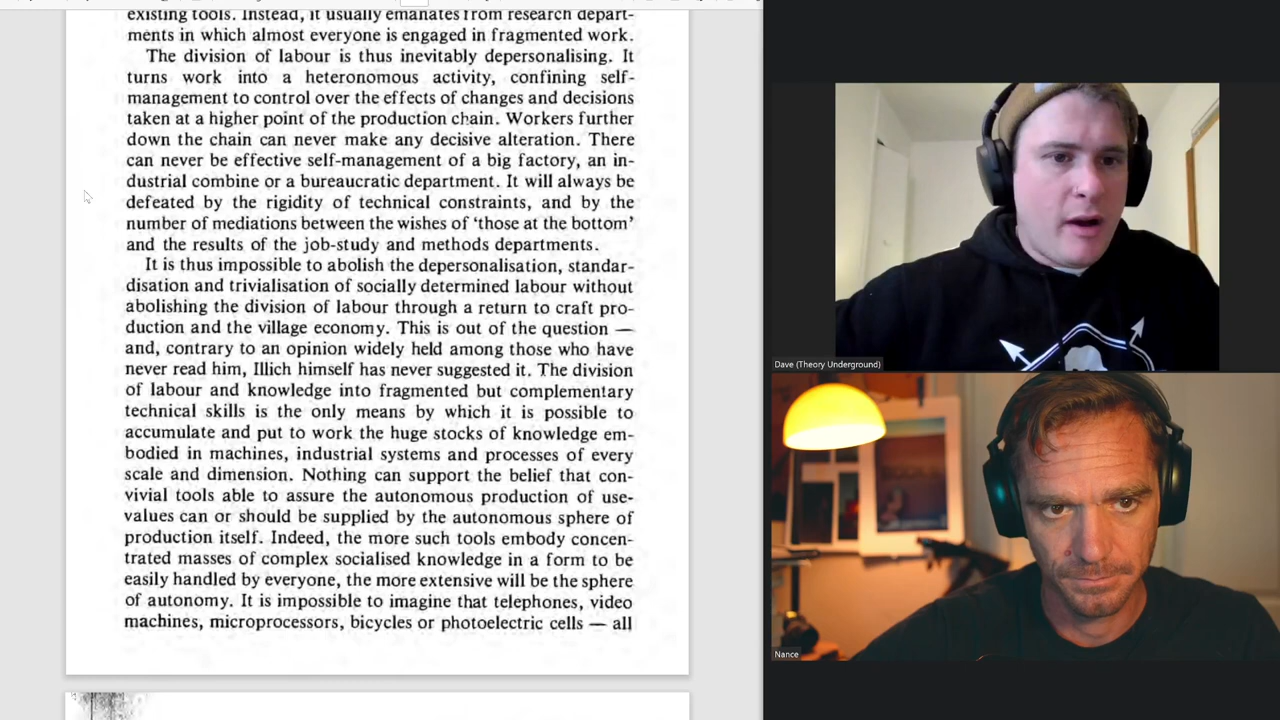 existing tools. Instead, it usually emanates from research depart-
ments in which almost everyone is engaged in fragmented work.
The division of labour is thus inevitably depersonalising. It
turns work into a heteronomous activity, confining self-
management to control over the effects of changes and decisions
taken at a higher point of the production chain. Workers further
down the chain can never make any decisive alteration. There
can never be effective self-management of a big factory, an in-
dustrial combine or a bureaucratic department. It will always be
defeated by the rigidity of technical constraints, and by the
number of mediations between the wishes of ‘those at the bottom’
and the results of the job-study and methods departments.
It is thus impossible to abolish the depersonalisation, standar-
disation and trivialisation of socially determined labour without
abolishing the division of labour through a return to craft pro-
duction and the village economy. This is out of the question —
and, contrary to an opinion widely held among those who have
never read him, Illich himself has never suggested it. The division
of labour and knowledge into fragmented but complementary
technical skills is the only means by which it is possible to
accumulate and put to work the huge stocks of knowledge em-
bodied in machines, industrial systems and processes of every
scale and dimension. Nothing can support the belief that con-
vivial tools able to assure the autonomous production of use-
values can or should be supplied by the autonomous sphere of
production itself. Indeed, the more such tools embody concen-
trated masses of complex socialised knowledge in a form to be
easily handled by everyone, the more extensive will be the sphere
of autonomy. It is impossible to imagine that telephones, video
machines, microprocessors, bicycles or photoelectric cells — all
Dave (Theory Underground)
Nance